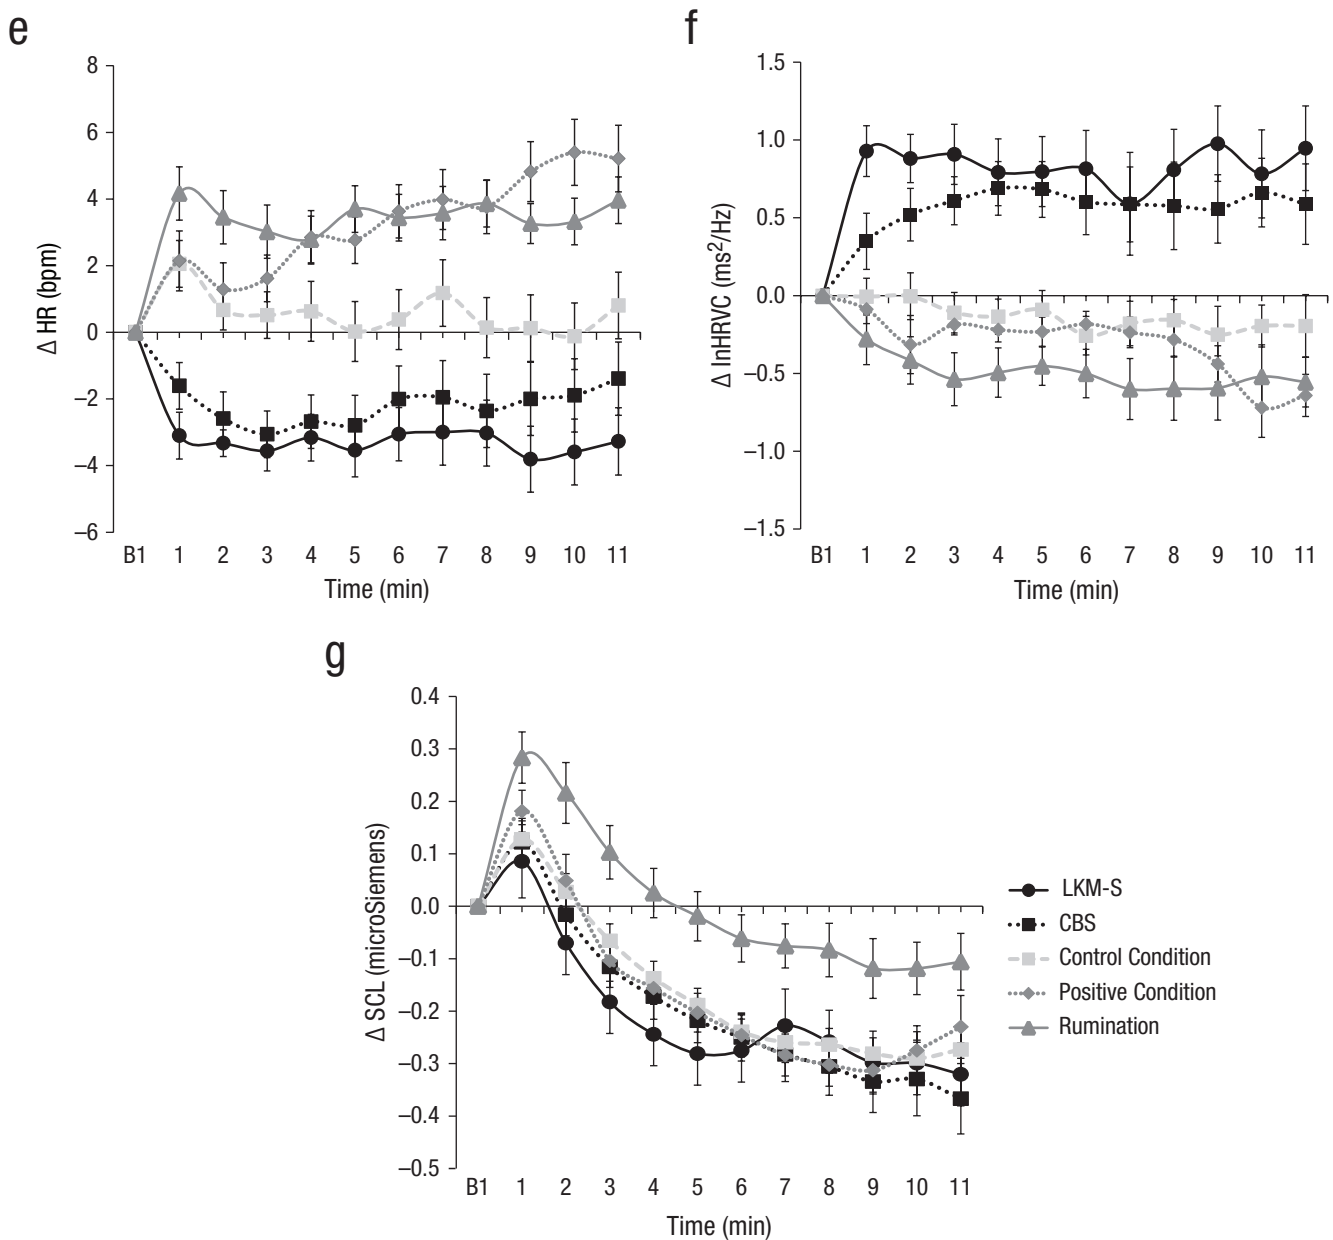 e
8
6
4
2
0
–2
–4
–6
Δ HR (bpm)
B1 1 2 3 4 5 6 7 8 9 10 11
Time (min)
f
1.5
1.0
0.5
0.0
–0.5
–1.0
–1.5
Δ lnHRVC (ms²/Hz)
B1 1 2 3 4 5 6 7 8 9 10 11
Time (min)
g
0.4
0.3
0.2
0.1
0.0
–0.1
–0.2
–0.3
–0.4
–0.5
Δ SCL (microSiemens)
B1 1 2 3 4 5 6 7 8 9 10 11
Time (min)
LKM-S
CBS
Control Condition
Positive Condition
Rumination